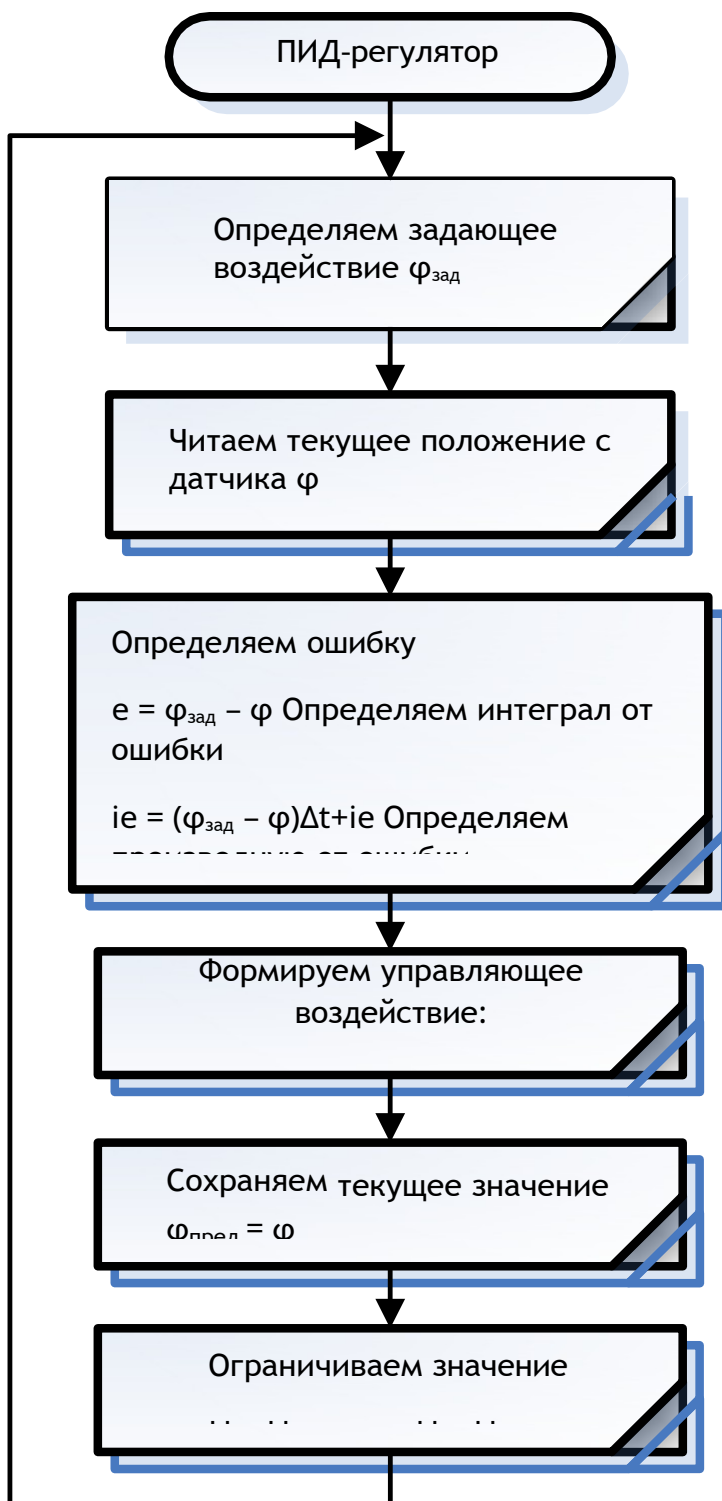 ПИД-регулятор
Определяем задающее
воздействие φзад
Читаем текущее положение с
датчика φ
Определяем ошибку
e = φзад – φ Определяем интеграл от
ошибки
ie = (φзад – φ)Δt+ie Определяем
Формируем управляющее
воздействие:
Сохраняем текущее значение
φпред = φ
Ограничиваем значение